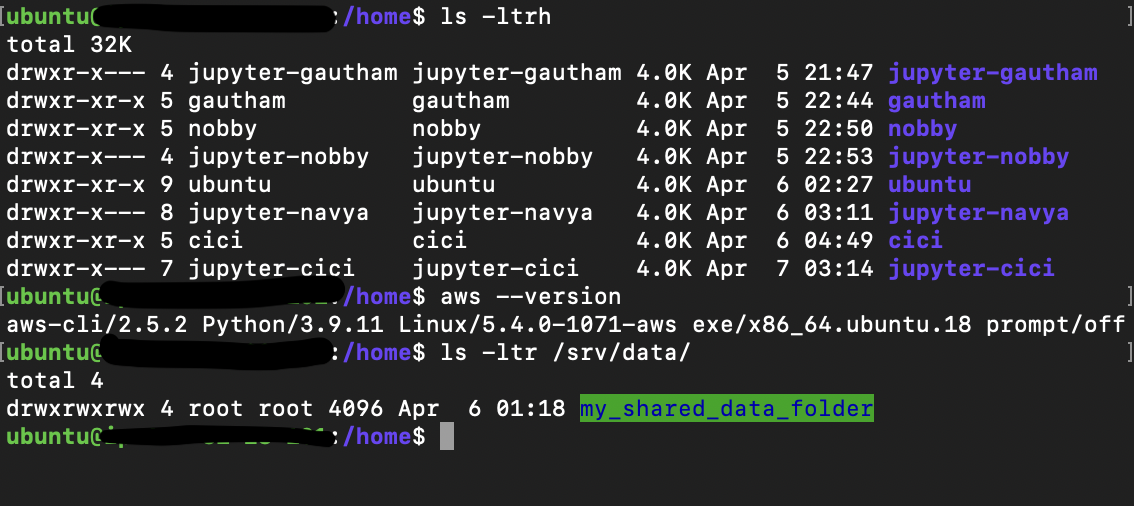 [ubuntu@ :/home$ ls -ltrh ]
total 32K
drwxr-x--- 4 jupyter-gautham jupyter-gautham 4.0K Apr  5 21:47 jupyter-gautham
drwxr-xr-x 5 gautham         gautham         4.0K Apr  5 22:44 gautham
drwxr-xr-x 5 nobby           nobby           4.0K Apr  5 22:50 nobby
drwxr-x--- 4 jupyter-nobby   jupyter-nobby   4.0K Apr  5 22:53 jupyter-nobby
drwxr-xr-x 9 ubuntu          ubuntu          4.0K Apr  6 02:27 ubuntu
drwxr-x--- 8 jupyter-navya   jupyter-navya   4.0K Apr  6 03:11 jupyter-navya
drwxr-xr-x 5 cici            cici            4.0K Apr  6 04:49 cici
drwxr-x--- 7 jupyter-cici    jupyter-cici    4.0K Apr  7 03:14 jupyter-cici
[ubuntu@ :/home$ aws --version ]
aws-cli/2.5.2 Python/3.9.11 Linux/5.4.0-1071-aws exe/x86_64.ubuntu.18 prompt/off
[ubuntu@ :/home$ ls -ltr /srv/data/ ]
total 4
drwxrwxrwx 4 root root 4096 Apr  6 01:18 my_shared_data_folder
ubuntu@ :/home$